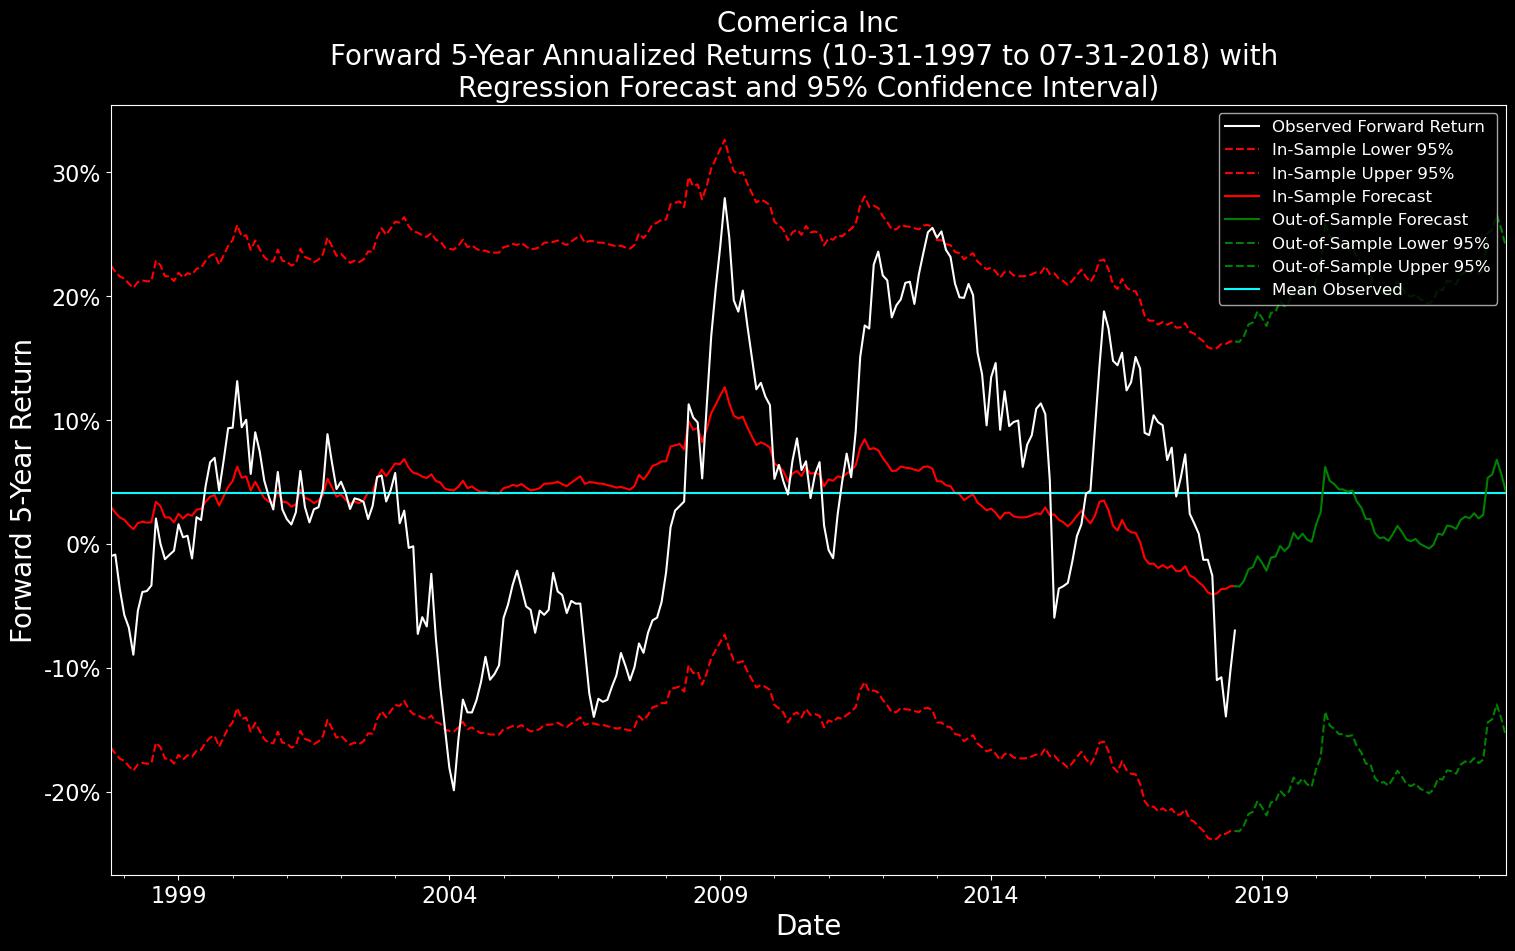 Comerica Inc
Forward 5-Year Annualized Returns (10-31-1997 to 07-31-2018) with
Regression Forecast and 95% Confidence Interval)
Observed Forward Return
In-Sample Lower 95%
In-Sample Upper 95%
In-Sample Forecast
Out-of-Sample Forecast
Out-of-Sample Lower 95%
Out-of-Sample Upper 95%
Mean Observed
Forward 5-Year Return
30%
20%
10%
0%
-10%
-20%
1999
2004
2009
2014
2019
Date